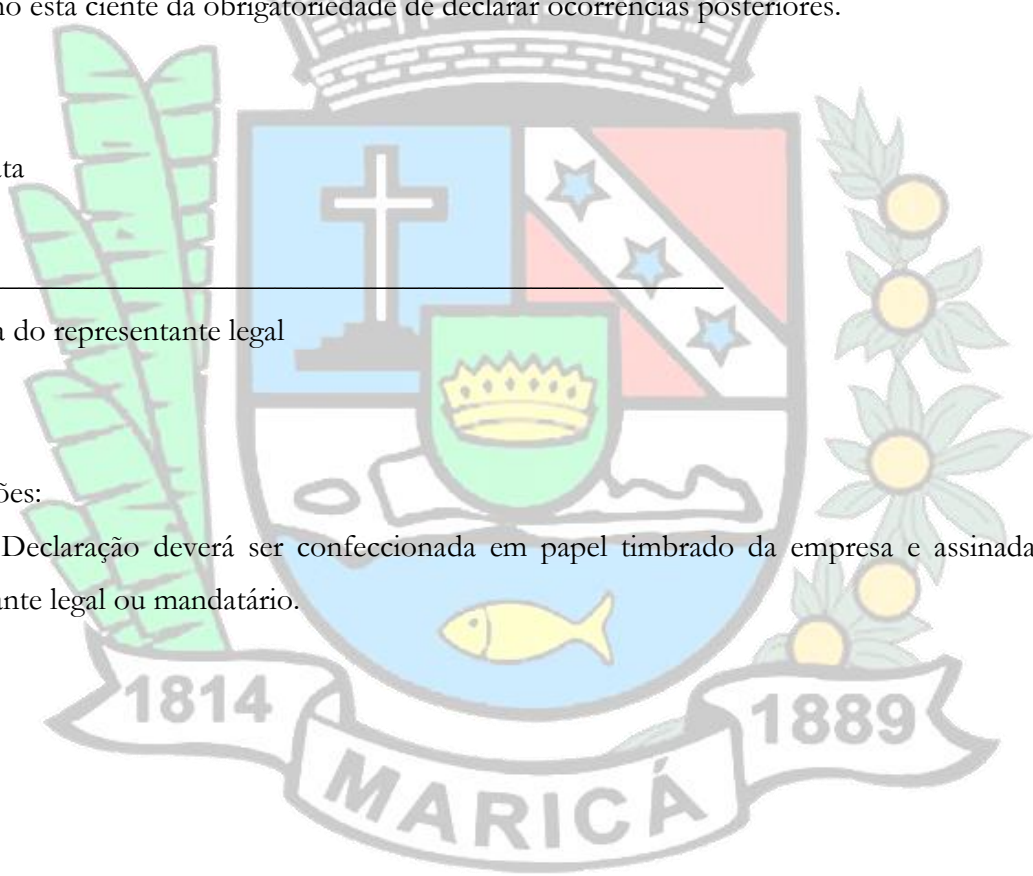 no está ciente da obrigatoriedade de declarar ocorrências posteriores.
ta
a do representante legal
ões:
Declaração deverá ser confeccionada em papel timbrado da empresa e assinada
ante legal ou mandatário.
1814
1889
MARICÁ